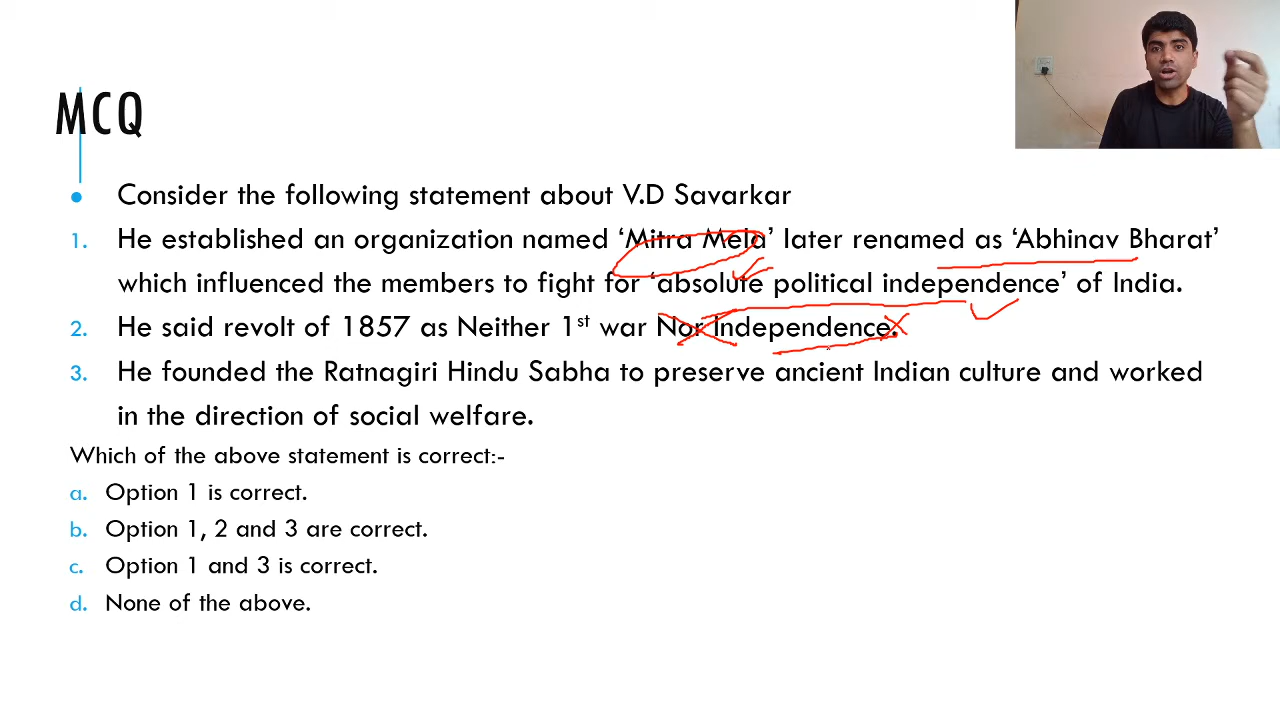 MCQ
• Consider the following statement about V.D Savarkar
1. He established an organization named ‘Mitra Mela’ later renamed as ‘Abhinav Bharat’
which influenced the members to fight for ‘absolute political independence’ of India.
2. He said revolt of 1857 as Neither 1st war Nor Independence.
3. He founded the Ratnagiri Hindu Sabha to preserve ancient Indian culture and worked
in the direction of social welfare.
Which of the above statement is correct:-
a. Option 1 is correct.
b. Option 1, 2 and 3 are correct.
c. Option 1 and 3 is correct.
d. None of the above.